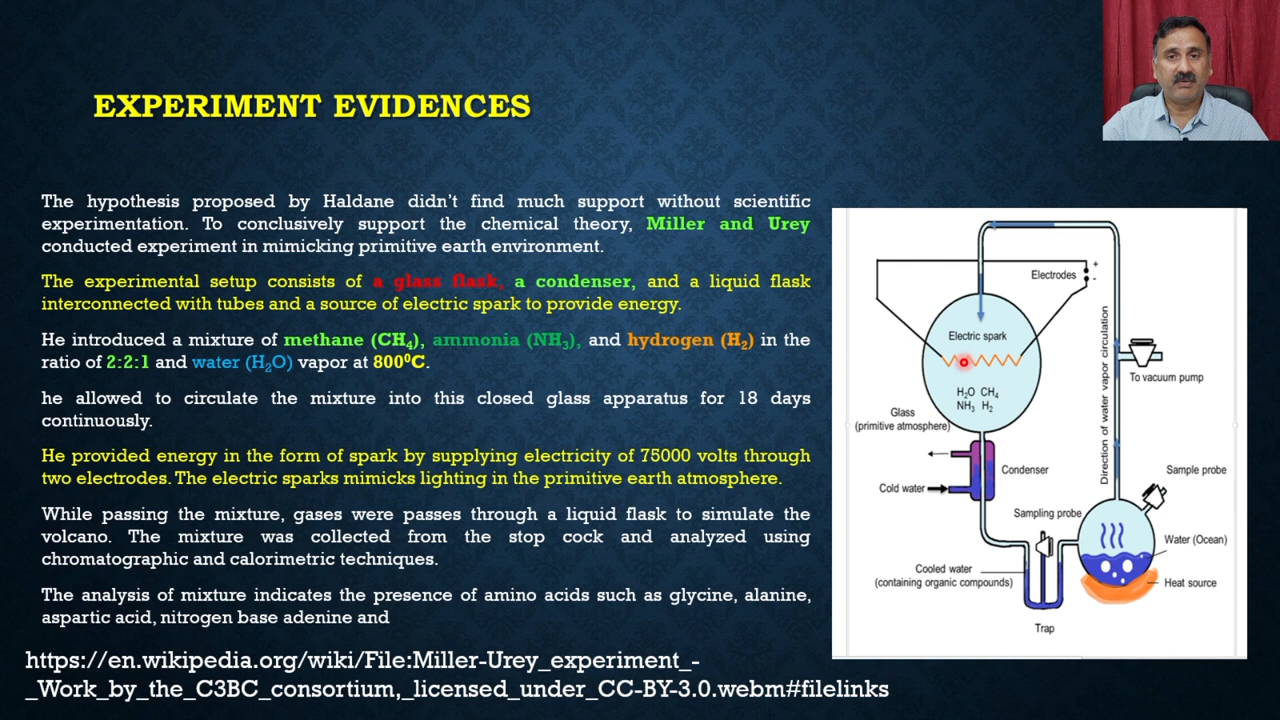 EXPERIMENT EVIDENCES
The hypothesis proposed by Haldane didn't find much support without scientific
experimentation. To conclusively support the chemical theory, Miller and Urey
conducted experiment in mimicking primitive earth environment.
The experimental setup consists of a glass flask, a condenser, and a liquid flask
interconnected with tubes and a source of electric spark to provide energy.
He introduced a mixture of methane (CH₄), ammonia (NH₃), and hydrogen (H₂) in the
ratio of 2:2:1 and water (H₂O) vapor at 800⁰C.
he allowed to circulate the mixture into this closed glass apparatus for 18 days
continuously.
He provided energy in the form of spark by supplying electricity of 75000 volts through
two electrodes. The electric sparks mimicks lighting in the primitive earth atmosphere.
While passing the mixture, gases were passes through a liquid flask to simulate the
volcano. The mixture was collected from the stop cock and analyzed using
chromatographic and calorimetric techniques.
The analysis of mixture indicates the presence of amino acids such as glycine, alanine,
aspartic acid, nitrogen base adenine and
https://en.wikipedia.org/wiki/File:Miller-Urey_experiment_-
_Work_by_the_C3BC_consortium,_licensed_under_CC-BY-3.0.webm#filelinks
Electrodes
+
-
Electric spark
H₂O CH₄
NH₃ H₂
Glass
(primitive atmosphere)
Direction of water vapor circulation
To vacuum pump
Condenser
Cold water
Sample probe
Sampling probe
Water (Ocean)
Cooled water
(containing organic compounds)
Heat source
Trap